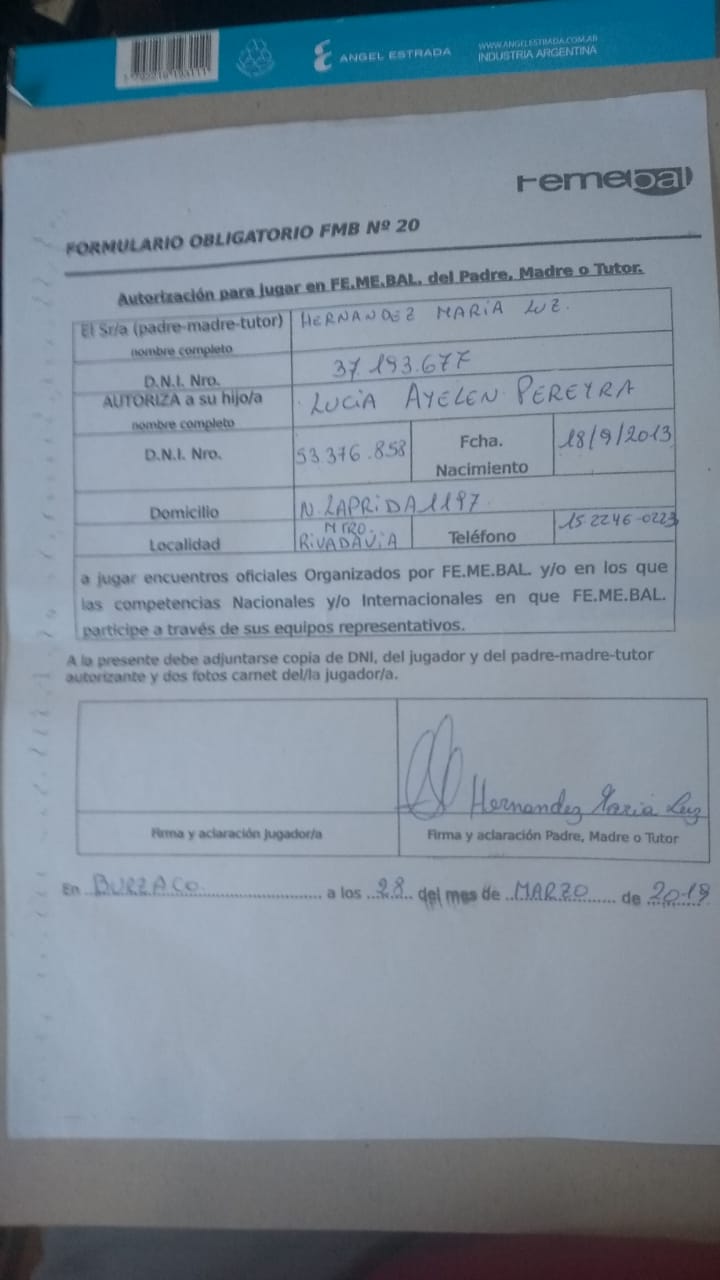 ANGEL ESTRADA
WWW.ANGELESTRADA.COM.AR
INDUSTRIA ARGENTINA
Femebal
FORMULARIO OBLIGATORIO FMB Nº 20
Autorización para jugar en FE.ME.BAL. del Padre, Madre o Tutor.
El Sr/a (padre-madre-tutor) HERNANDEZ MARIA LUZ.
nombre completo
D.N.I. Nro. 37.193.677
AUTORIZA a su hijo/a LUCIA AYELEN PEREYRA
nombre completo
D.N.I. Nro. 53.376.858 Fcha. Nacimiento 18/9/2013
Domicilio N. LAPRIDA 1197
Localidad MTRO. RIVADAVIA Teléfono 15.2246-0223
a jugar encuentros oficiales Organizados por FE.ME.BAL. y/o en los que
las competencias Nacionales y/o Internacionales en que FE.ME.BAL.
participe a través de sus equipos representativos.
A la presente debe adjuntarse copia de DNI, del jugador y del padre-madre-tutor
autorizante y dos fotos carnet del/la jugador/a.
Hernandez Maria Luz
Firma y aclaración Jugador/a Firma y aclaración Padre, Madre o Tutor
En BURZACO a los 28 del mes de MARZO de 2019